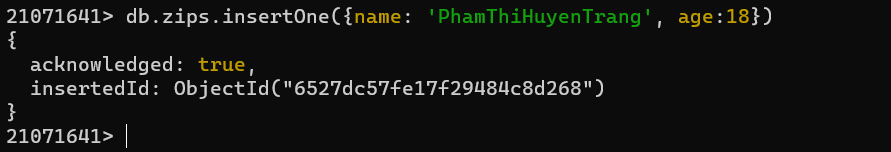 21071641> db.zips.insertOne({name: 'PhamThiHuyenTrang', age:18})
{
  acknowledged: true,
  insertedId: ObjectId("6527dc57fe17f29484c8d268")
}
21071641>